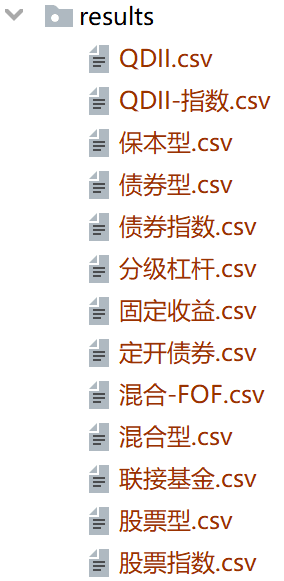 results
QDII.csv
QDII-指数.csv
保本型.csv
债券型.csv
债券指数.csv
分级杠杆.csv
固定收益.csv
定开债券.csv
混合-FOF.csv
混合型.csv
联接基金.csv
股票型.csv
股票指数.csv